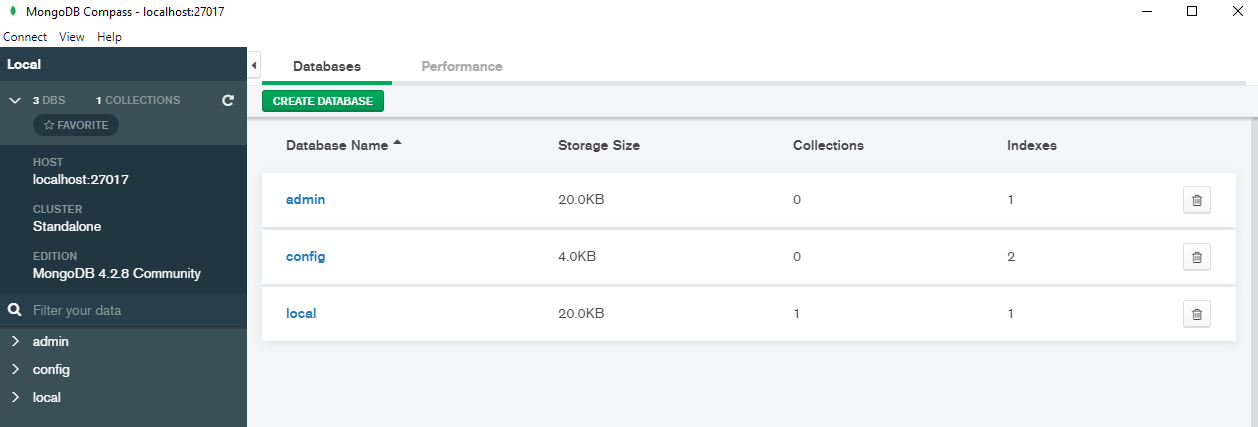 MongoDB Compass - localhost:27017
Connect View Help
Local
3 DBS 1 COLLECTIONS
FAVORITE
HOST
localhost:27017
CLUSTER
Standalone
EDITION
MongoDB 4.2.8 Community
Filter your data
admin
config
local
Databases Performance
CREATE DATABASE
Database Name Storage Size Collections Indexes
admin 20.0KB 0 1
config 4.0KB 0 2
local 20.0KB 1 1